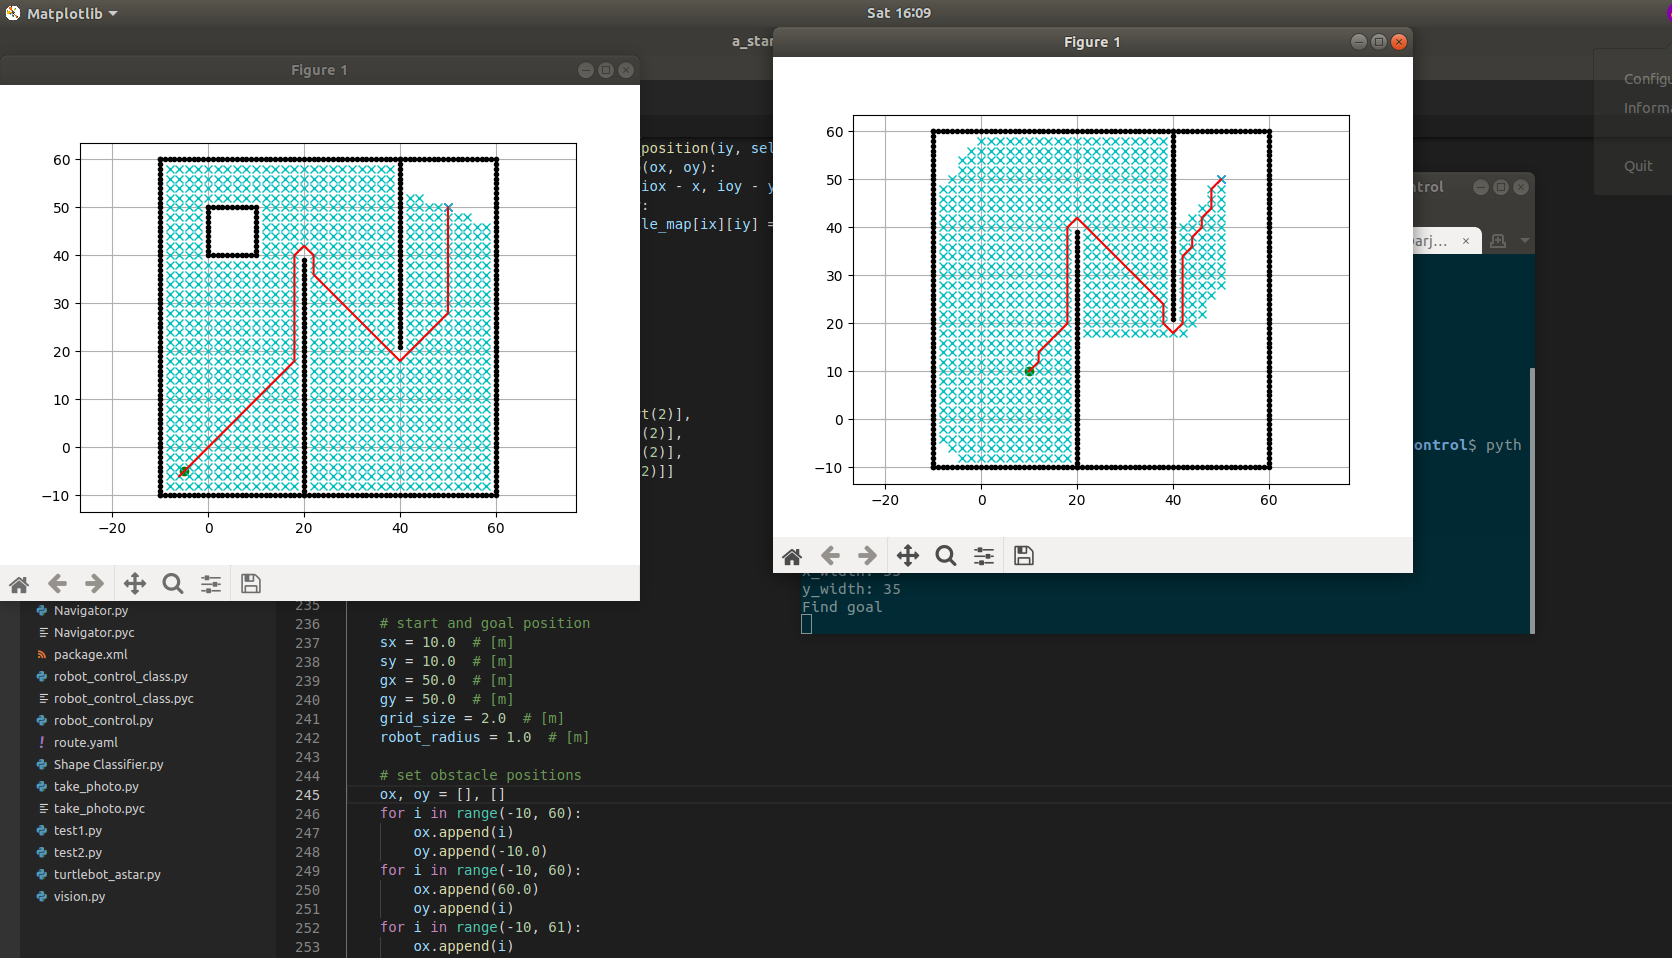 Matplotlib
Sat 16:09
a_star
Figure 1
Figure 1
Configu
Informa
Quit
60
50
40
30
20
10
0
−10
−20
0
20
40
60
60
50
40
30
20
10
0
−10
−20
0
20
40
60
position(iy, sel
(ox, oy):
iox - x, ioy - y
:
le_map[ix][iy] =
t(2)],
(2)],
(2)],
2)]]
ntrol
arj...
ontrol$ pyth
y_width: 35
Find goal
Navigator.py
Navigator.pyc
package.xml
robot_control_class.py
robot_control_class.pyc
robot_control.py
route.yaml
Shape Classifier.py
take_photo.py
take_photo.pyc
test1.py
test2.py
turtlebot_astar.py
vision.py
235
236 # start and goal position
237 sx = 10.0  # [m]
238 sy = 10.0  # [m]
239 gx = 50.0  # [m]
240 gy = 50.0  # [m]
241 grid_size = 2.0  # [m]
242 robot_radius = 1.0  # [m]
243
244 # set obstacle positions
245 ox, oy = [], []
246 for i in range(-10, 60):
247 ox.append(i)
248 oy.append(-10.0)
249 for i in range(-10, 60):
250 ox.append(60.0)
251 oy.append(i)
252 for i in range(-10, 61):
253 ox.append(i)